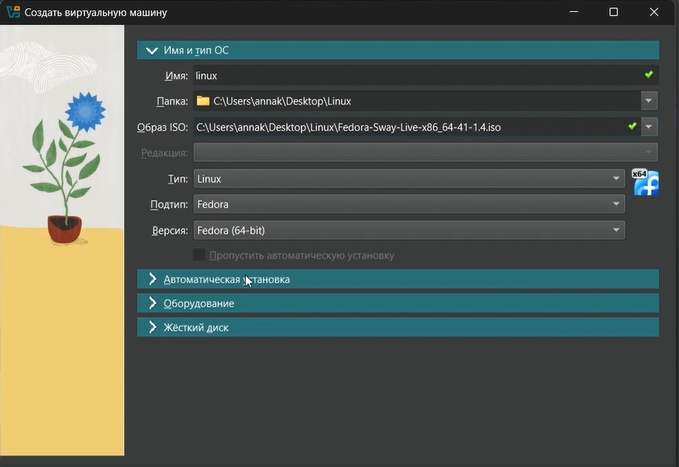 Создать виртуальную машину
Имя и тип ОС
Имя: linux
Папка: C:\Users\annak\Desktop\Linux
Образ ISO: C:\Users\annak\Desktop\Linux\Fedora-Sway-Live-x86_64-41-1.4.iso
Редакция:
Тип: Linux
x64
Подтип: Fedora
Версия: Fedora (64-bit)
Пропустить автоматическую установку
Автоматическая установка
Оборудование
Жёсткий диск